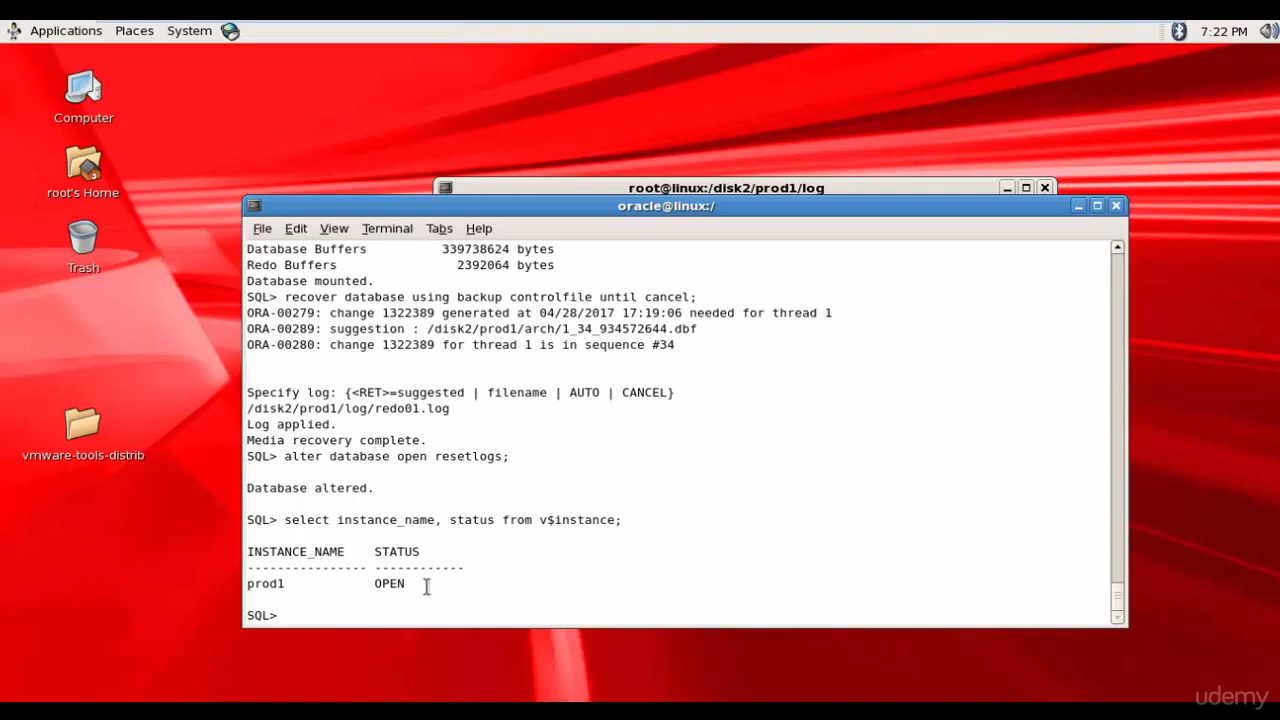 Applications Places System 7:22 PM
Computer
root's Home
Trash
vmware-tools-distrib
root@linux:/disk2/prod1/log
oracle@linux:/
File Edit View Terminal Tabs Help
Database Buffers 339738624 bytes
Redo Buffers 2392064 bytes
Database mounted.
SQL> recover database using backup controlfile until cancel;
ORA-00279: change 1322389 generated at 04/28/2017 17:19:06 needed for thread 1
ORA-00289: suggestion : /disk2/prod1/arch/1_34_934572644.dbf
ORA-00280: change 1322389 for thread 1 is in sequence #34
Specify log: {<RET>=suggested | filename | AUTO | CANCEL}
/disk2/prod1/log/redo01.log
Log applied.
Media recovery complete.
SQL> alter database open resetlogs;
Database altered.
SQL> select instance_name, status from v$instance;
INSTANCE_NAME STATUS
---------------- ------------
prod1 OPEN
SQL>
udemy